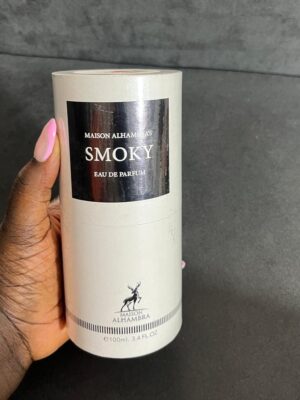 MAISON ALHAMBRA'S
SMOKY
EAU DE PARFUM
MAISON
ALHAMBRA
℮100ml. 3.4 FL.OZ